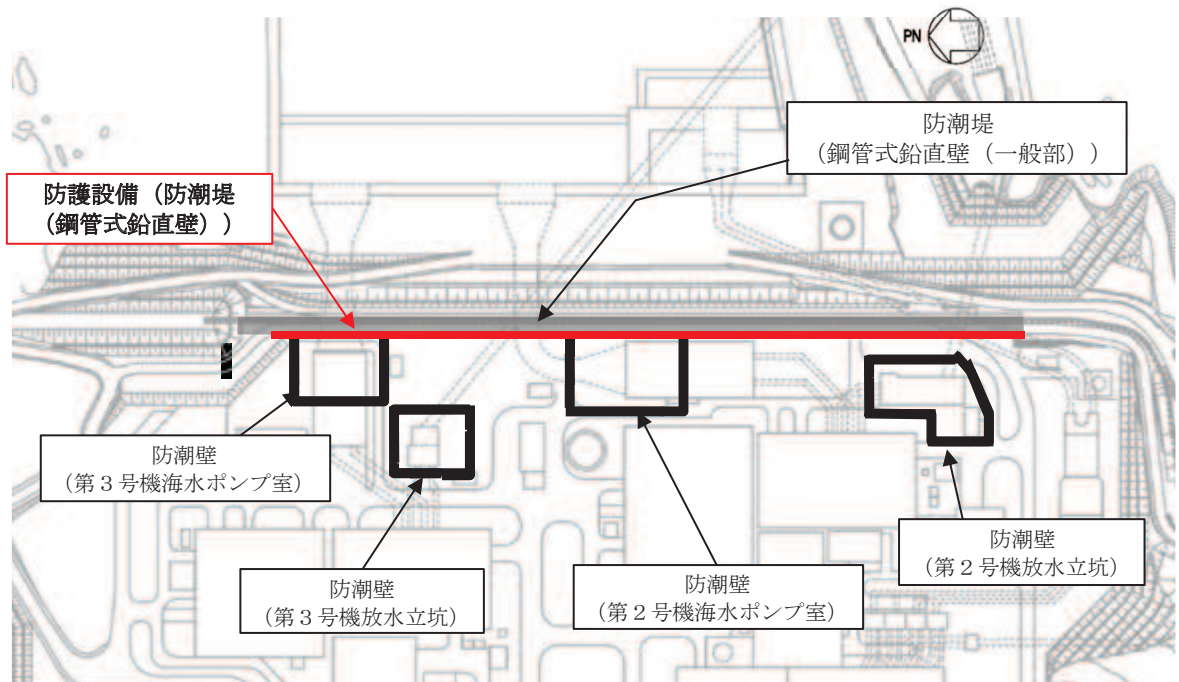 PN
防潮堤
（鋼管式鉛直壁（一般部））
防護設備（防潮堤
（鋼管式鉛直壁））
防潮壁
（第３号機海水ポンプ室）
防潮壁
（第３号機放水立坑）
防潮壁
（第２号機海水ポンプ室）
防潮壁
（第２号機放水立坑）